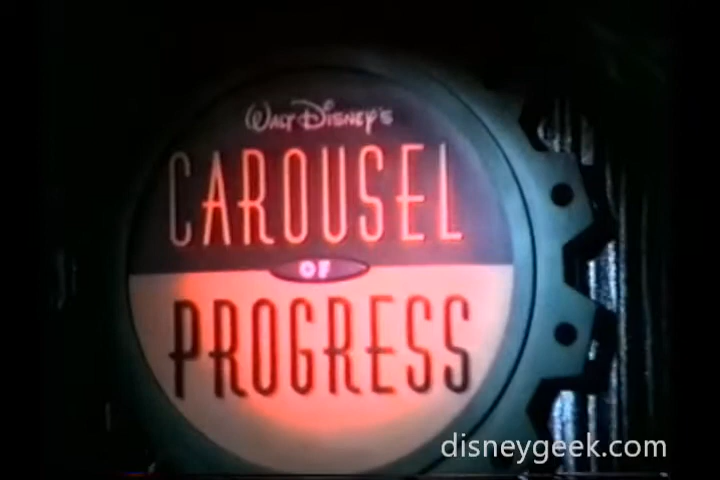 WALT DISNEY'S
CAROUSEL
OF
PROGRESS
disneygeek.com